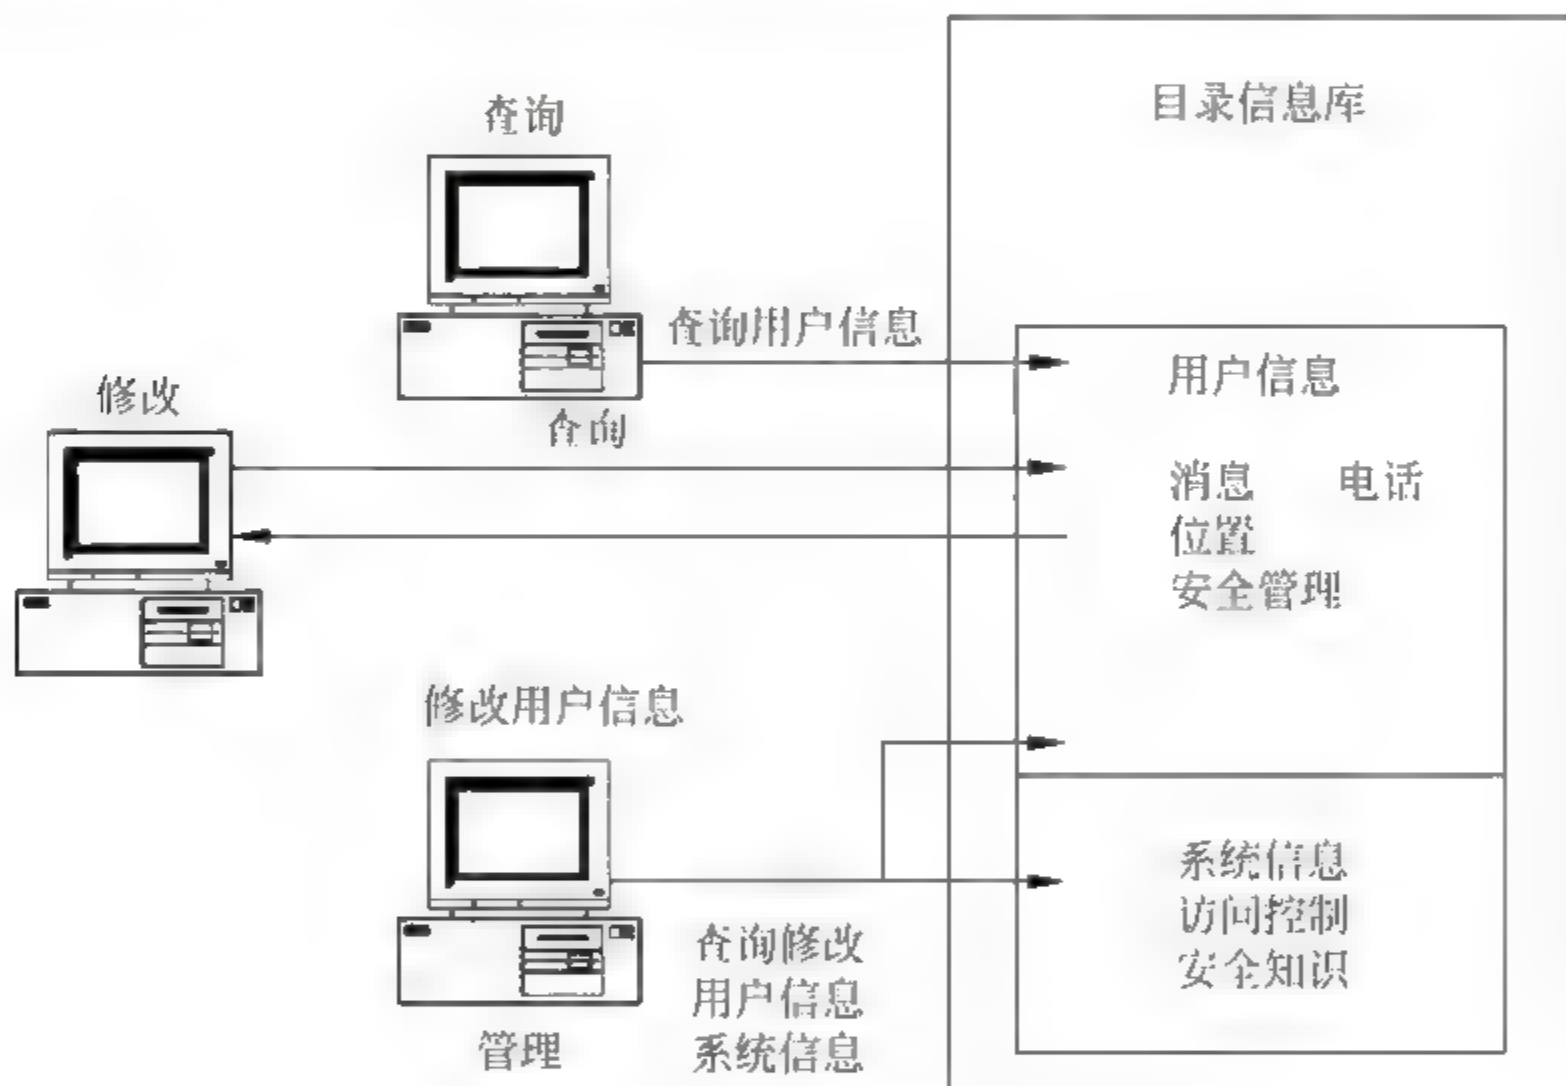 目录信息库
查询
查询用户信息
用户信息
修改
查询
消息 电话
位置
安全管理
修改用户信息
系统信息
访问控制
安全知识
查询修改
用户信息
系统信息
管理